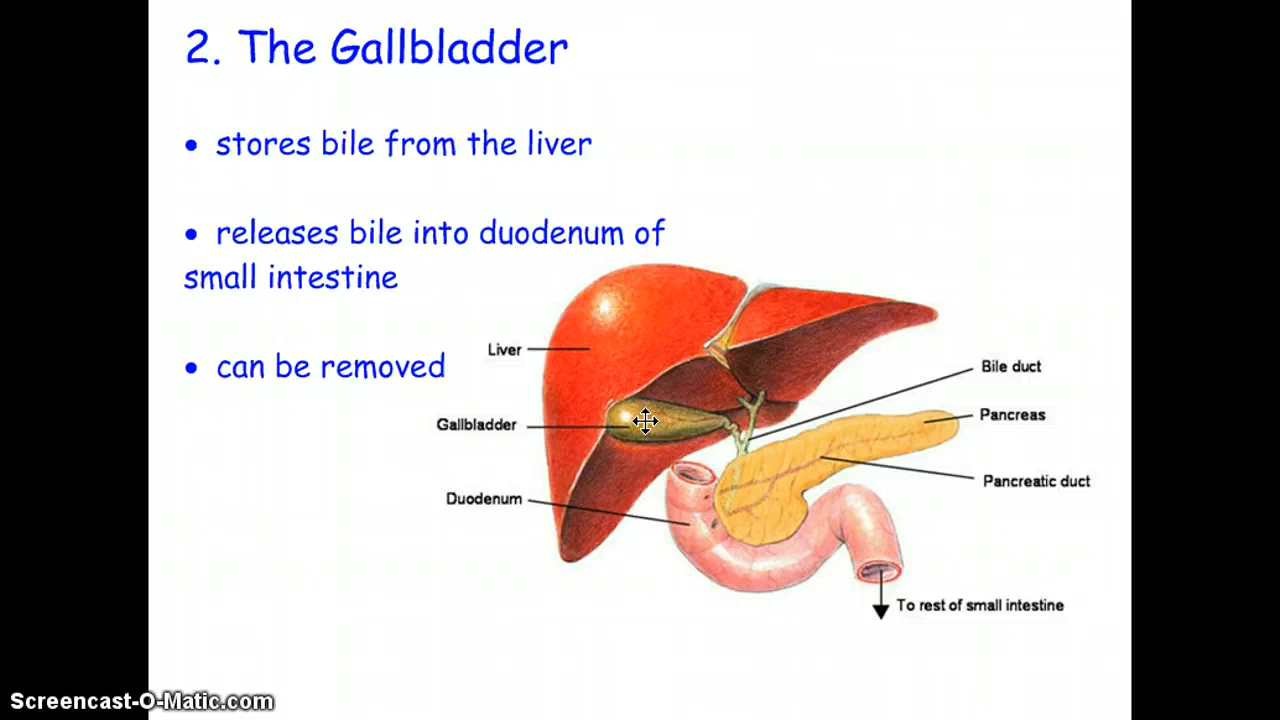 2. The Gallbladder
• stores bile from the liver
• releases bile into duodenum of
small intestine
• can be removed
Liver
Bile duct
Pancreas
Gallbladder
Pancreatic duct
Duodenum
To rest of small intestine
Screencast-O-Matic.com